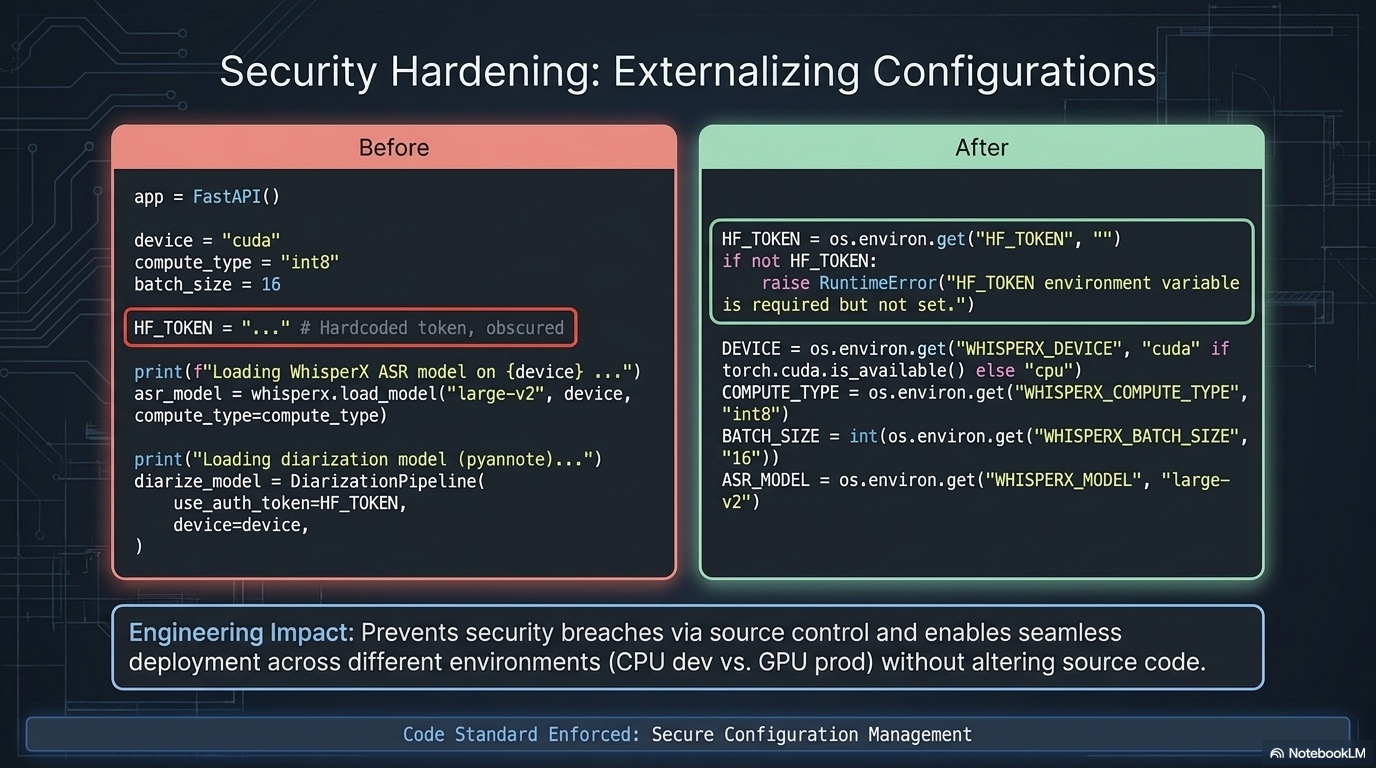 Security Hardening: Externalizing Configurations
Before
app = FastAPI()
device = "cuda"
compute_type = "int8"
batch_size = 16
HF_TOKEN = "..." # Hardcoded token, obscured
print(f"Loading WhisperX ASR model on {device} ...")
asr_model = whisperx.load_model("large-v2", device,
compute_type=compute_type)
print("Loading diarization model (pyannote)...")
diarize_model = DiarizationPipeline(
    use_auth_token=HF_TOKEN,
    device=device,
)
After
HF_TOKEN = os.environ.get("HF_TOKEN", "")
if not HF_TOKEN:
    raise RuntimeError("HF_TOKEN environment variable
is required but not set.")
DEVICE = os.environ.get("WHISPERX_DEVICE", "cuda" if
torch.cuda.is_available() else "cpu")
COMPUTE_TYPE = os.environ.get("WHISPERX_COMPUTE_TYPE",
"int8")
BATCH_SIZE = int(os.environ.get("WHISPERX_BATCH_SIZE",
"16"))
ASR_MODEL = os.environ.get("WHISPERX_MODEL", "large-
v2")
Engineering Impact: Prevents security breaches via source control and enables seamless
deployment across different environments (CPU dev vs. GPU prod) without altering source code.
Code Standard Enforced: Secure Configuration Management
NotebookLM